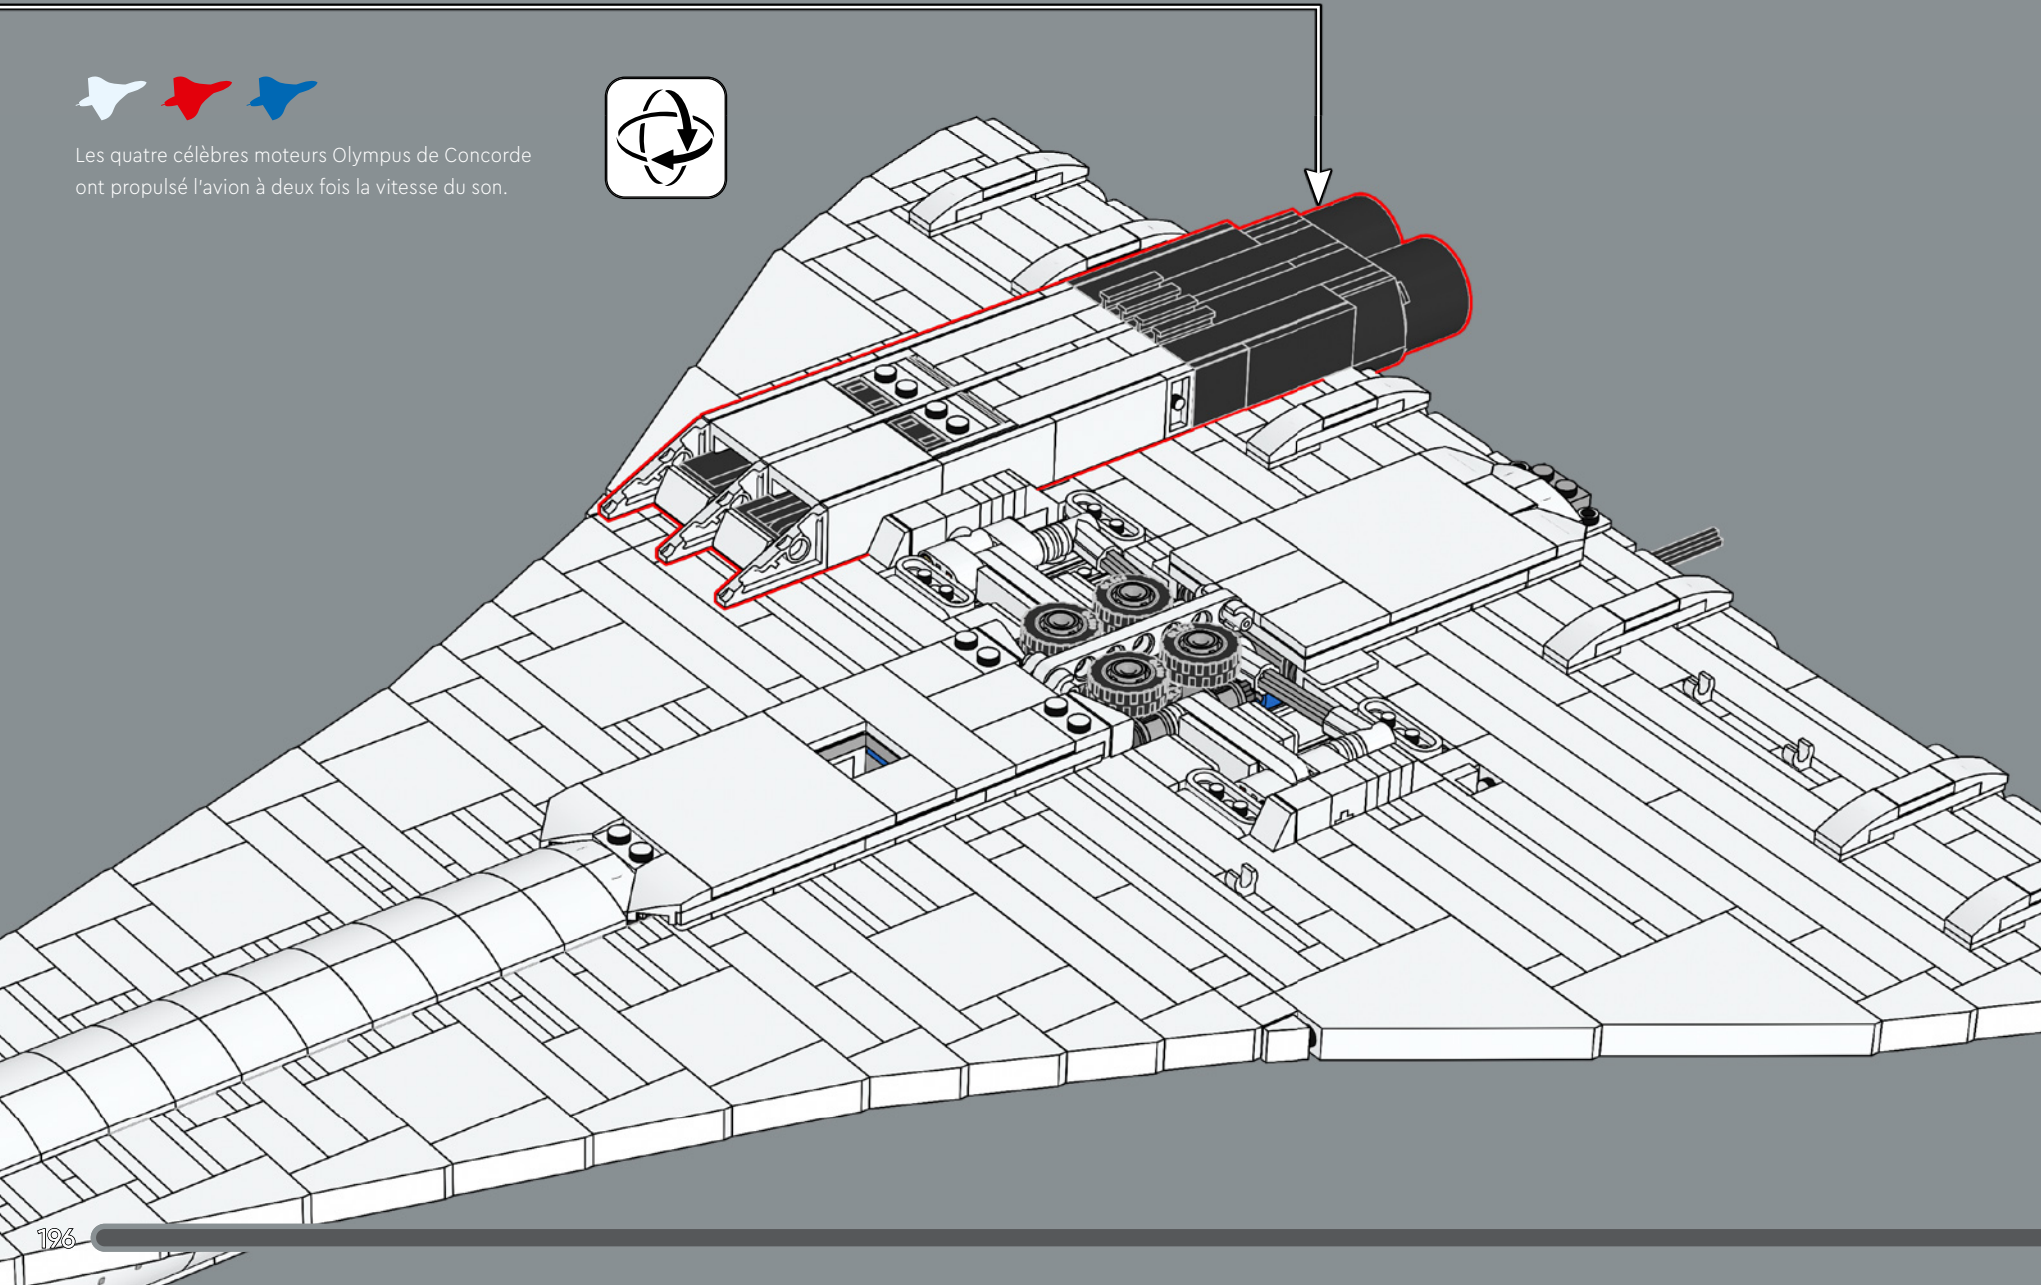 Les quatre célèbres moteurs Olympus de Concorde
ont propulsé l'avion à deux fois la vitesse du son.
196